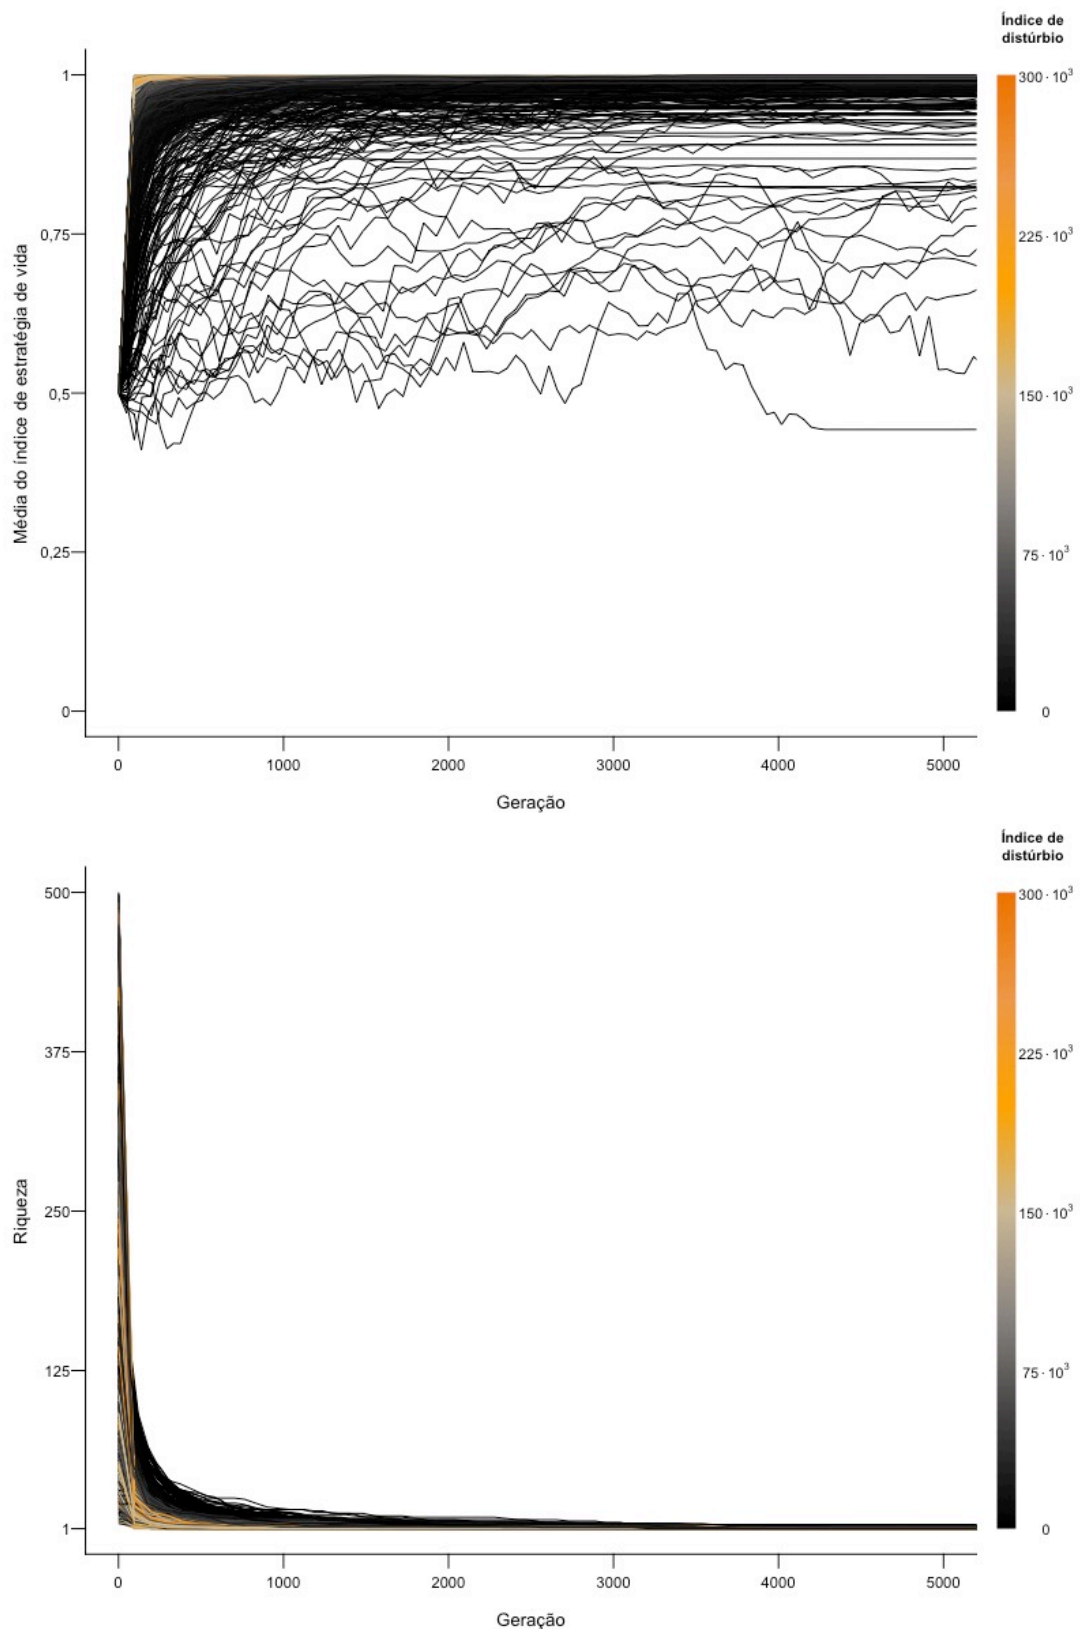 Índice de
distúrbio
Média do índice de estratégia de vida
1
0,75
0,5
0,25
0
300 · 10³
225 · 10³
150 · 10³
75 · 10³
0
0 1000 2000 3000 4000 5000
Geração
Índice de
distúrbio
Riqueza
500
375
250
125
1
300 · 10³
225 · 10³
150 · 10³
75 · 10³
0
0 1000 2000 3000 4000 5000
Geração